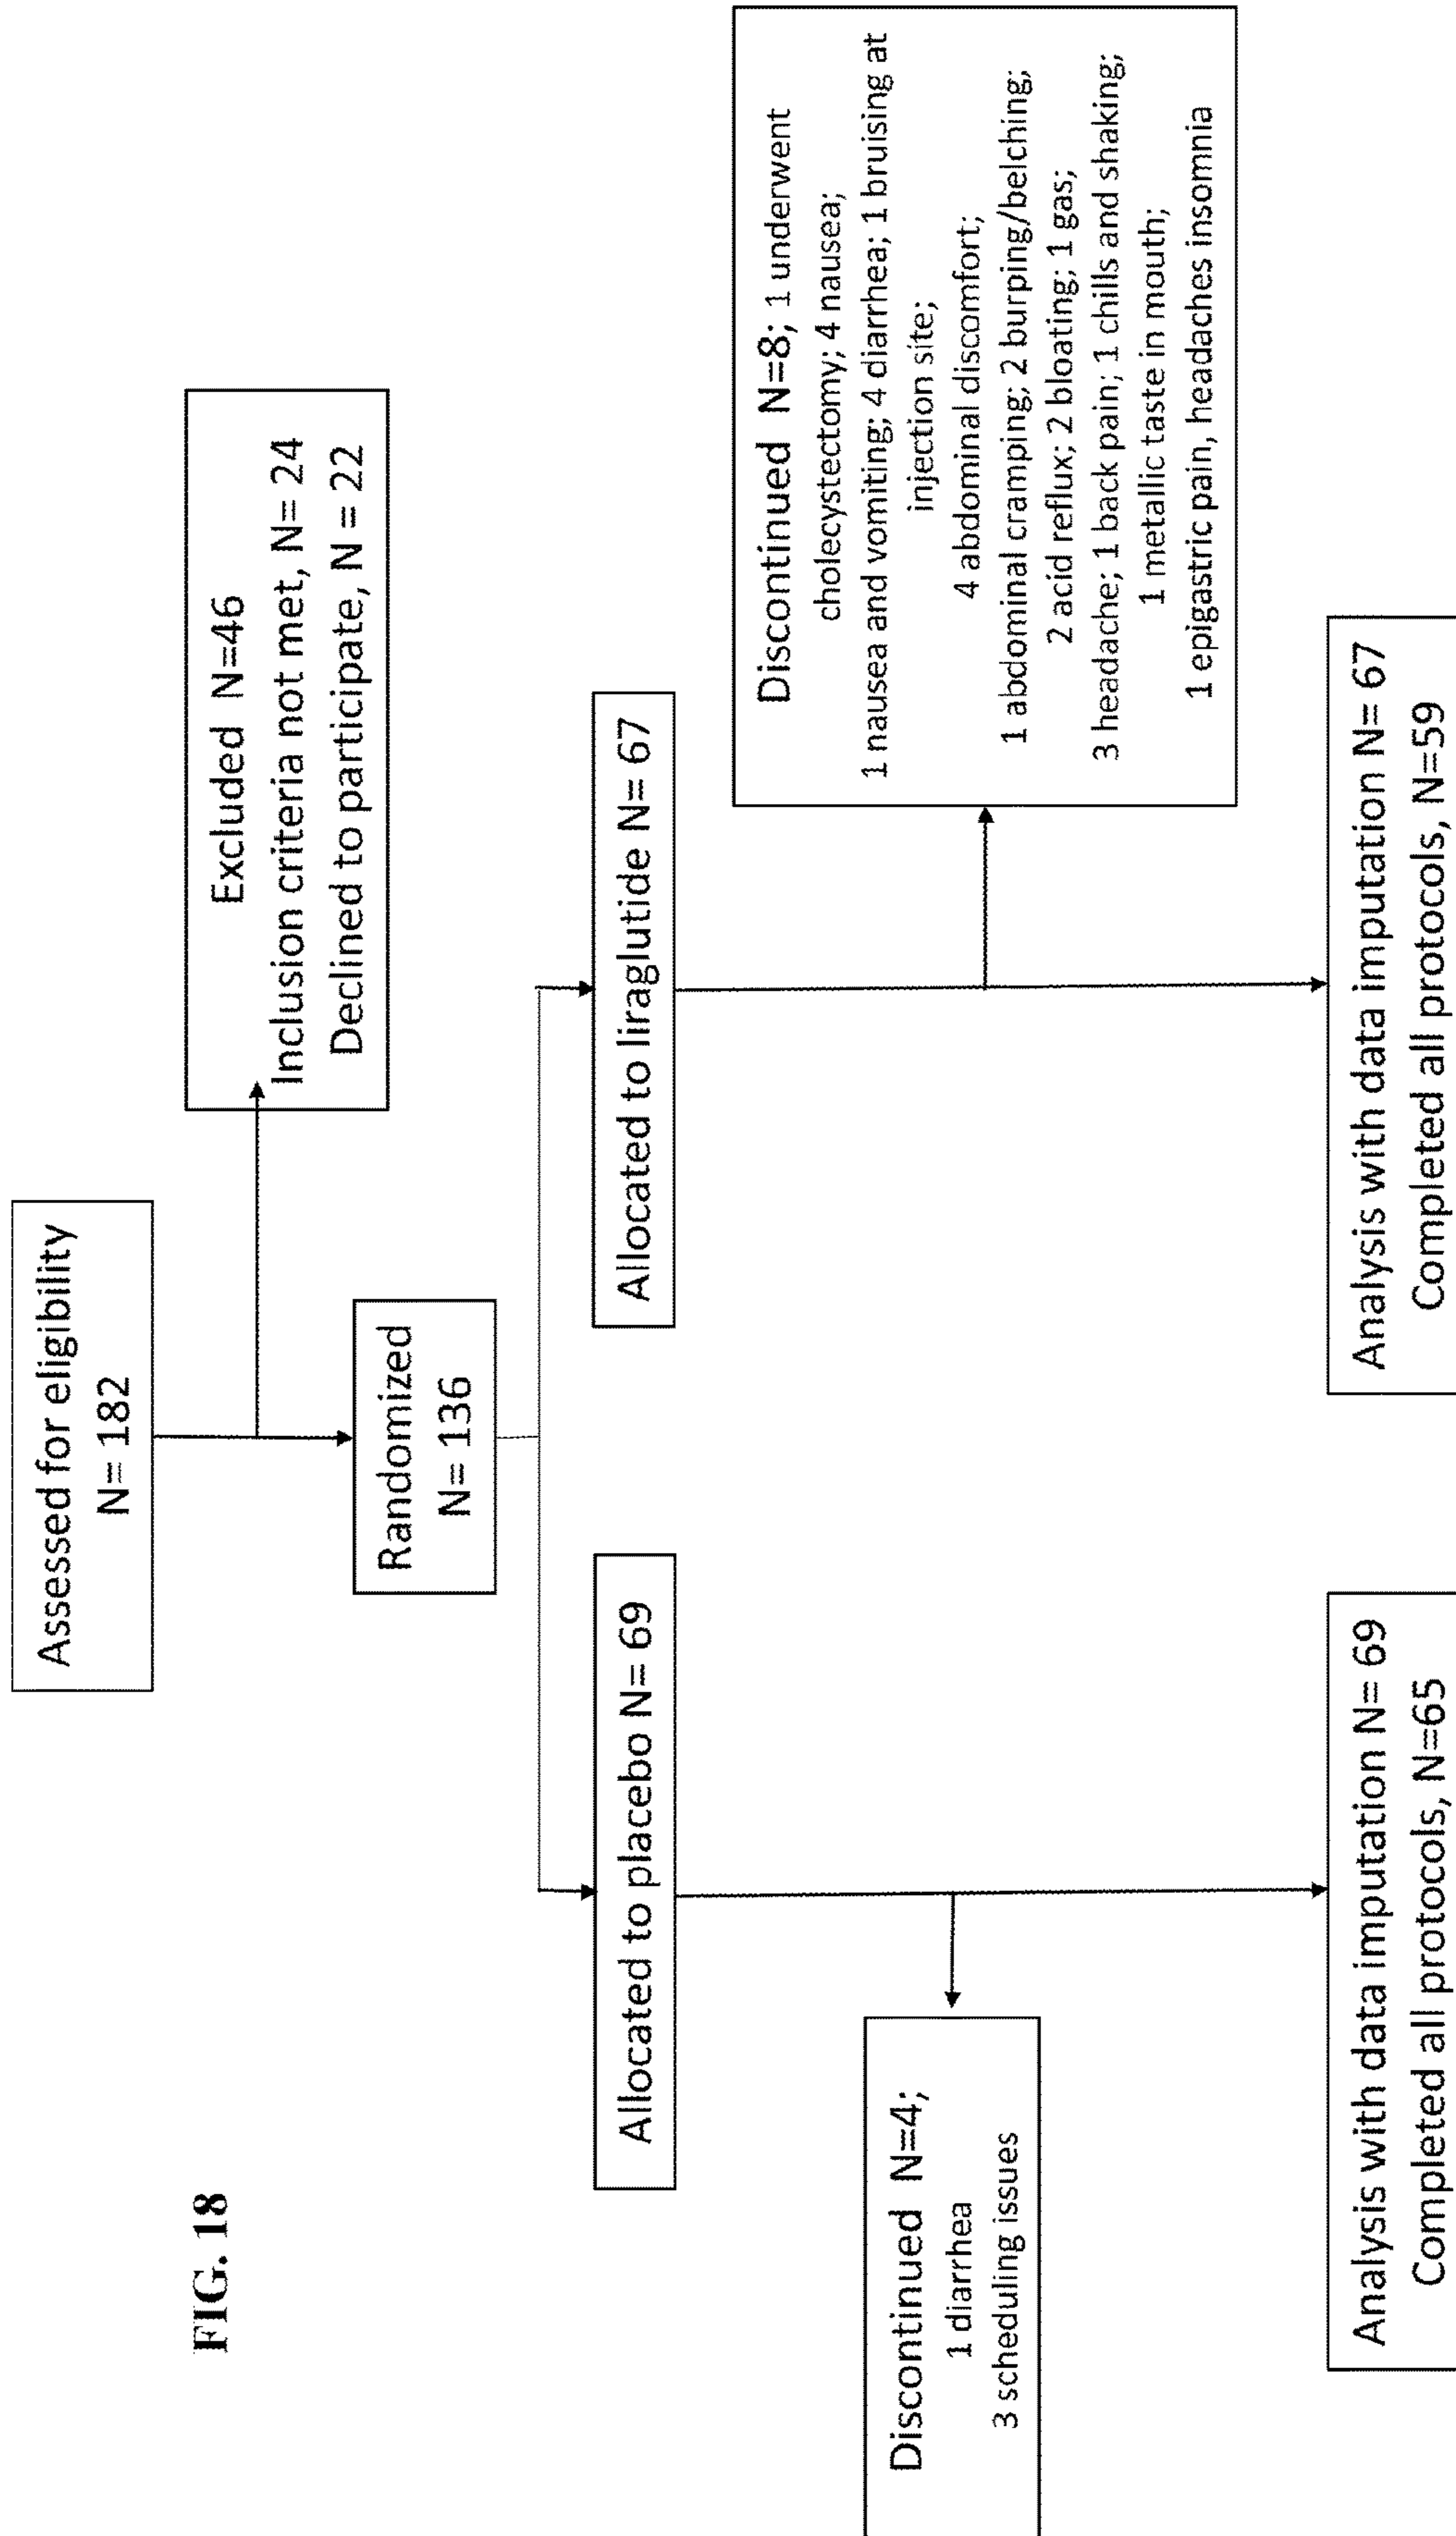 FIG. 18
Assessed for eligibility
N= 182
Excluded N=46
Inclusion criteria not met, N= 24
Declined to participate, N = 22
Randomized
N= 136
Allocated to placebo N= 69
Allocated to liraglutide N= 67
Discontinued N=4;
1 diarrhea
3 scheduling issues
Discontinued N=8; 1 underwent
cholecystectomy; 4 nausea;
1 nausea and vomiting; 4 diarrhea; 1 bruising at
injection site;
4 abdominal discomfort;
1 abdominal cramping; 2 burping/belching;
2 acid reflux; 2 bloating; 1 gas;
3 headache; 1 back pain; 1 chills and shaking;
1 metallic taste in mouth;
1 epigastric pain, headaches insomnia
Analysis with data imputation N= 69
Completed all protocols, N=65
Analysis with data imputation N= 67
Completed all protocols, N=59